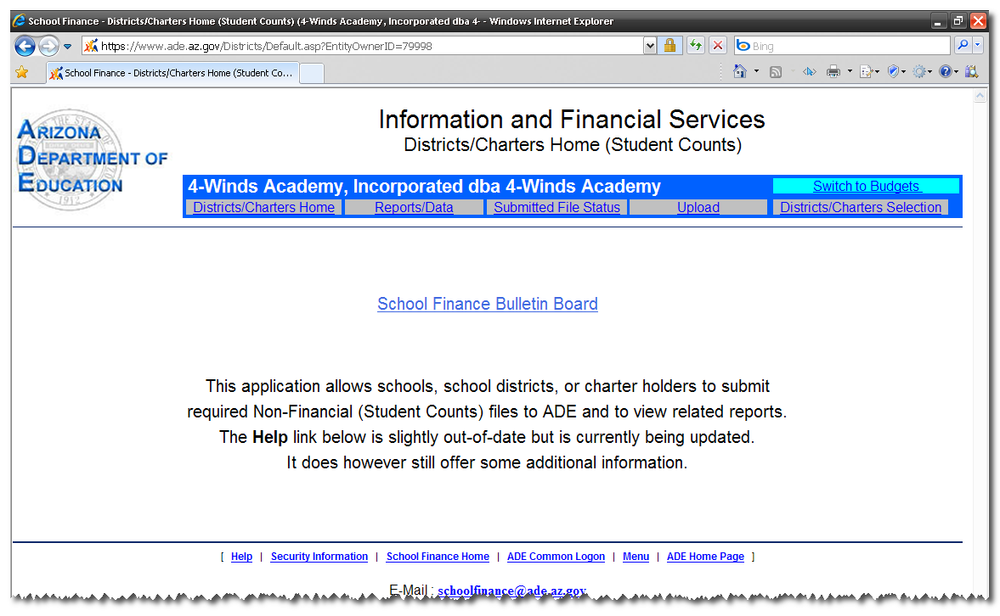 School Finance - Districts/Charters Home (Student Counts) (4-Winds Academy, Incorporated dba 4- - Windows Internet Explorer
https://www.ade.az.gov/Districts/Default.asp?EntityOwnerID=79998
Bing
School Finance - Districts/Charters Home (Student Co...
ARIZONA
DEPARTMENT OF
EDUCATION
1912
Information and Financial Services
Districts/Charters Home (Student Counts)
4-Winds Academy, Incorporated dba 4-Winds Academy
Switch to Budgets
Districts/Charters Home Reports/Data Submitted File Status Upload Districts/Charters Selection
School Finance Bulletin Board
This application allows schools, school districts, or charter holders to submit
required Non-Financial (Student Counts) files to ADE and to view related reports.
The Help link below is slightly out-of-date but is currently being updated.
It does however still offer some additional information.
[ Help | Security Information | School Finance Home | ADE Common Logon | Menu | ADE Home Page ]
E-Mail : schoolfinance@ade.az.gov